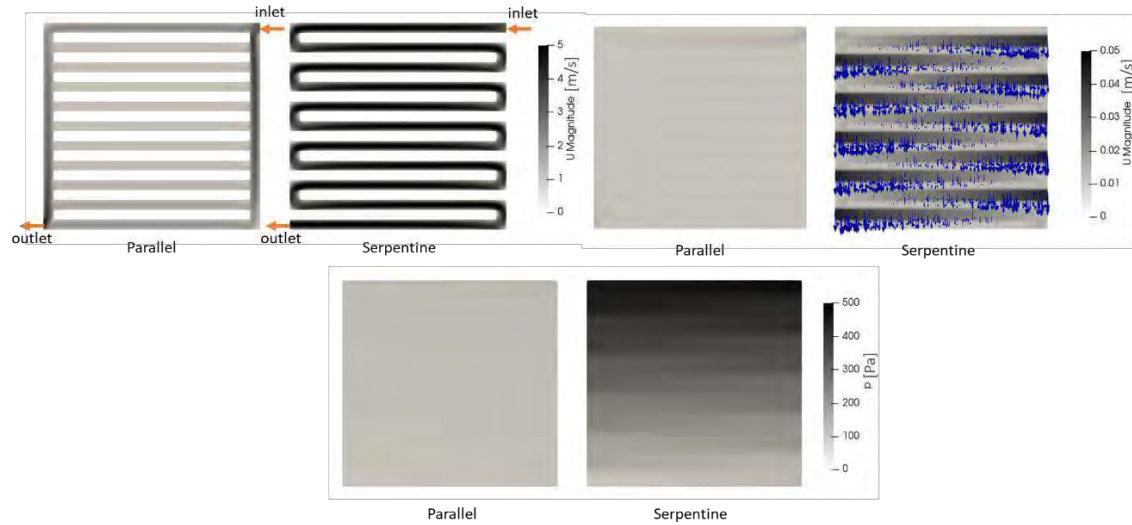 inlet
inlet
5
4
3
2
1
0
U Magnitude [m/s]
outlet
outlet
Parallel
Serpentine
0.05
0.04
0.03
0.02
0.01
0
U Magnitude [m/s]
Parallel
Serpentine
500
400
300
200
100
0
p [Pa]
Parallel
Serpentine